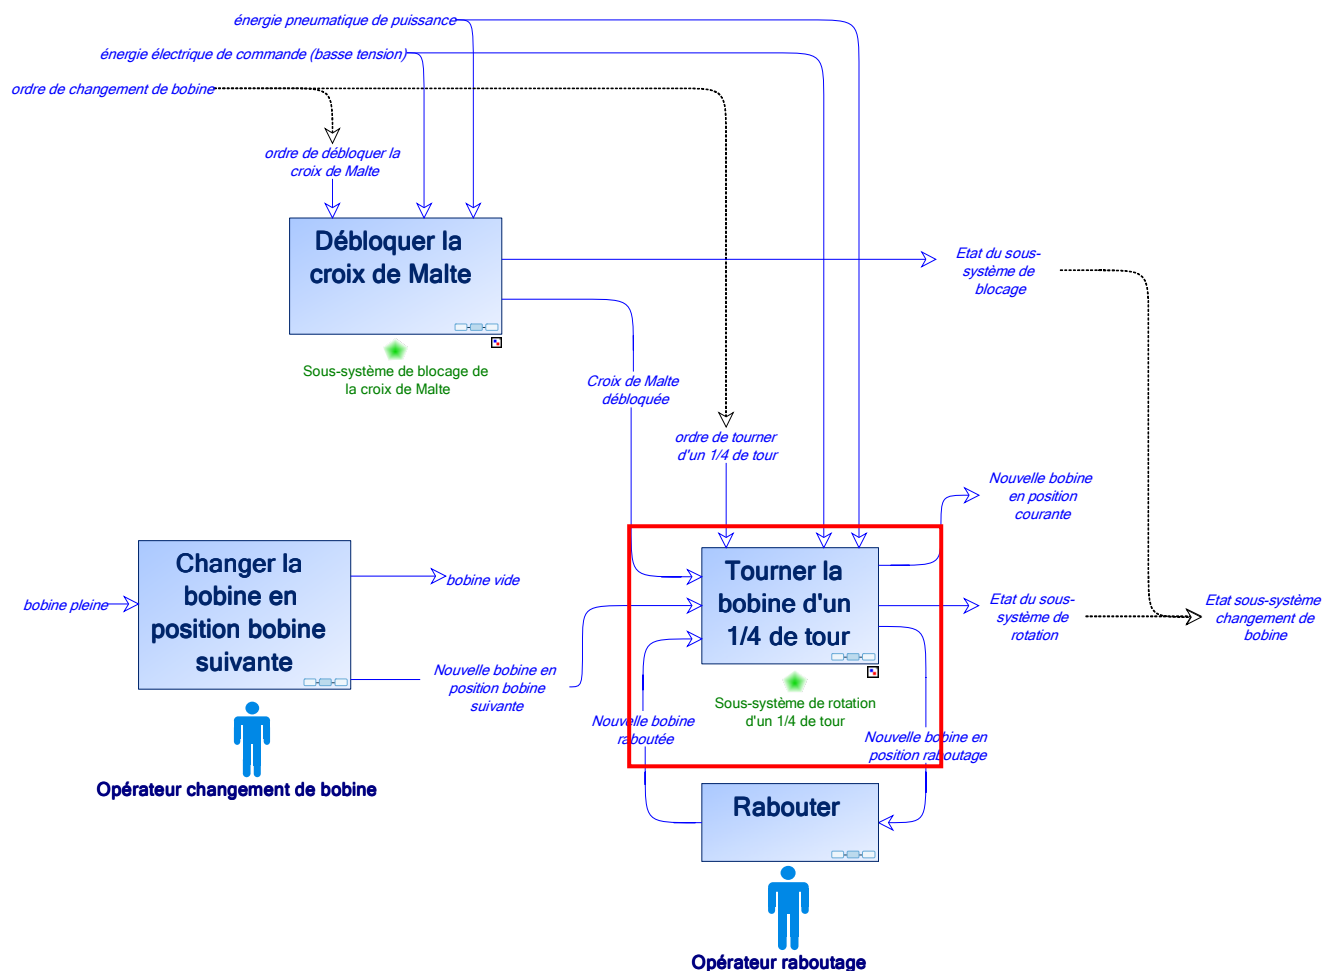 énergie pneumatique de puissance
énergie électrique de commande (basse tension)
ordre de changement de bobine
ordre de débloquer la
croix de Malte
Débloquer la
croix de Malte
Sous-système de blocage de
la croix de Malte
Etat du sous-
système de
blocage
Croix de Malte
débloquée
ordre de tourner
d'un 1/4 de tour
Nouvelle bobine
en position
courante
Changer la
bobine en
position bobine
suivante
bobine pleine
bobine vide
Nouvelle bobine en
position bobine
suivante
Opérateur changement de bobine
Tourner la
bobine d'un
1/4 de tour
Sous-système de rotation
d'un 1/4 de tour
Etat du sous-
système de
rotation
Etat sous-système
changement de
bobine
Nouvelle bobine
raboutée
Nouvelle bobine en
position raboutage
Rabouter
Opérateur raboutage